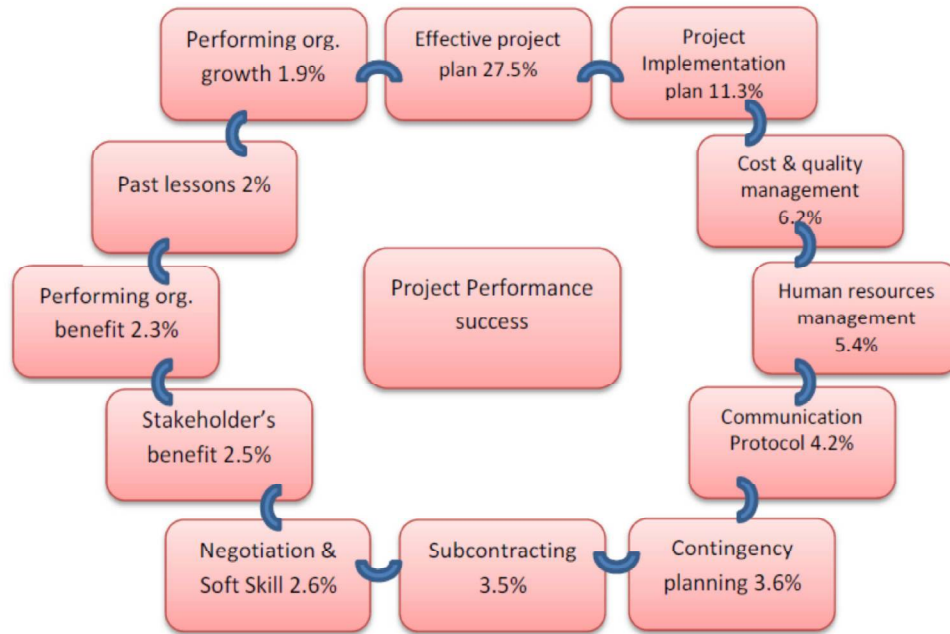 Performing org.
growth 1.9%
Effective project
plan 27.5%
Project
Implementation
plan 11.3%
Cost & quality
management
6.2%
Human resources
management
5.4%
Communication
Protocol 4.2%
Contingency
planning 3.6%
Subcontracting
3.5%
Negotiation &
Soft Skill 2.6%
Stakeholder’s
benefit 2.5%
Performing org.
benefit 2.3%
Past lessons 2%
Project Performance
success